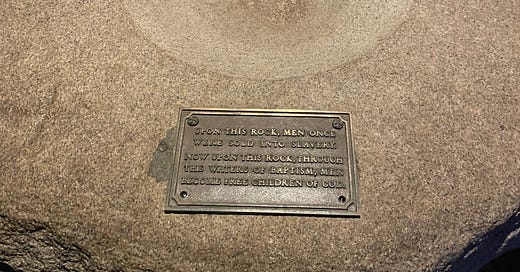 UPON THIS ROCK, MEN ONCE
WERE SOLD INTO SLAVERY.
NOW UPON THIS ROCK, THROUGH
THE WATERS OF BAPTISM, MEN
BECOME FREE CHILDREN OF GOD.